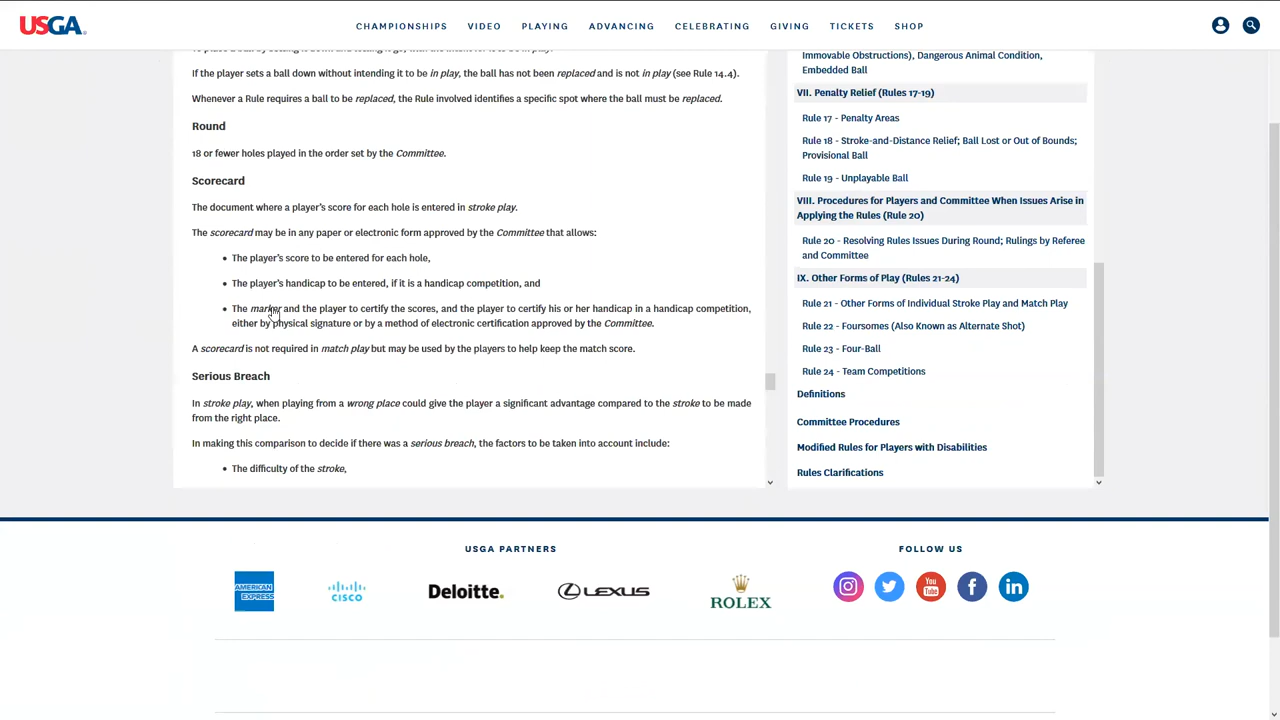 USGA
CHAMPIONSHIPS VIDEO PLAYING ADVANCING CELEBRATING GIVING TICKETS SHOP
If the player sets a ball down without intending it to be in play, the ball has not been replaced and is not in play (see Rule 14.4).
Whenever a Rule requires a ball to be replaced, the Rule involved identifies a specific spot where the ball must be replaced.
Round
18 or fewer holes played in the order set by the Committee.
Scorecard
The document where a player's score for each hole is entered in stroke play.
The scorecard may be in any paper or electronic form approved by the Committee that allows:
• The player's score to be entered for each hole,
• The player's handicap to be entered, if it is a handicap competition, and
• The marker and the player to certify the scores, and the player to certify his or her handicap in a handicap competition,
either by physical signature or by a method of electronic certification approved by the Committee.
A scorecard is not required in match play but may be used by the players to help keep the match score.
Serious Breach
In stroke play, when playing from a wrong place could give the player a significant advantage compared to the stroke to be made
from the right place.
In making this comparison to decide if there was a serious breach, the factors to be taken into account include:
• The difficulty of the stroke,
Immovable Obstructions), Dangerous Animal Condition,
Embedded Ball
VII. Penalty Relief (Rules 17-19)
Rule 17 - Penalty Areas
Rule 18 - Stroke-and-Distance Relief; Ball Lost or Out of Bounds;
Provisional Ball
Rule 19 - Unplayable Ball
VIII. Procedures for Players and Committee When Issues Arise in
Applying the Rules (Rule 20)
Rule 20 - Resolving Rules Issues During Round; Rulings by Referee
and Committee
IX. Other Forms of Play (Rules 21-24)
Rule 21 - Other Forms of Individual Stroke Play and Match Play
Rule 22 - Foursomes (Also Known as Alternate Shot)
Rule 23 - Four-Ball
Rule 24 - Team Competitions
Definitions
Committee Procedures
Modified Rules for Players with Disabilities
Rules Clarifications
USGA PARTNERS
AMERICAN
EXPRESS
CISCO
Deloitte.
LEXUS
ROLEX
FOLLOW US
You
Tube
f
in